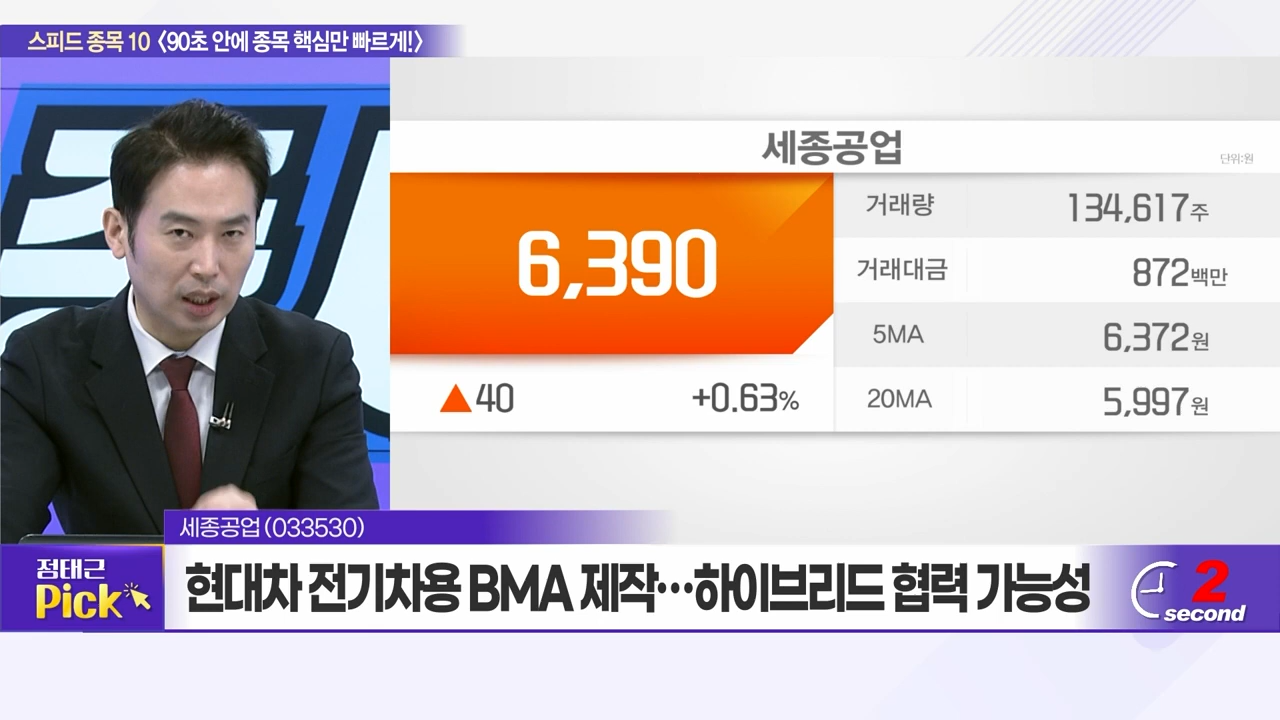 스피드 종목 10 〈90초 안에 종목 핵심만 빠르게!〉
세종공업
단위:원
6,390
▲40 +0.63%
거래량 134,617주
거래대금 872백만
5MA 6,372원
20MA 5,997원
세종공업 (033530)
정태근
Pick
현대차 전기차용 BMA 제작…하이브리드 협력 가능성
2
second